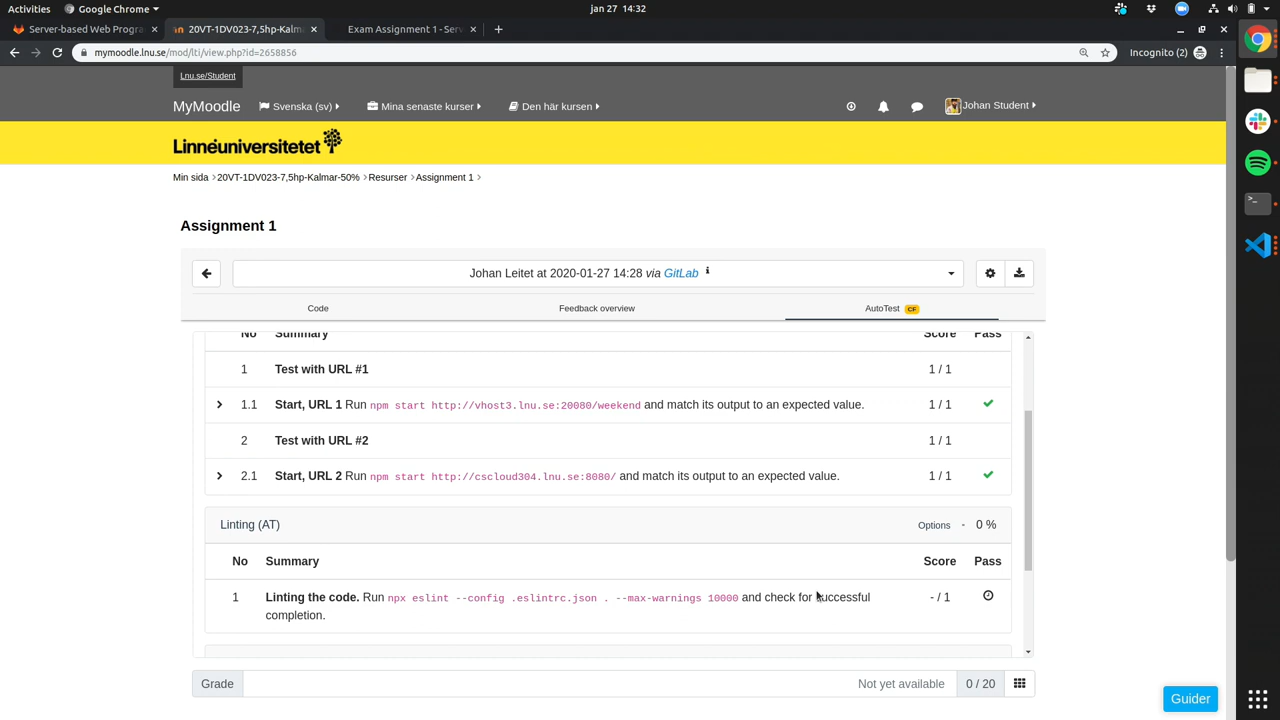 Activities Google Chrome jan 27 14:32
Server-based Web Progra 20VT-1DV023-7,5hp-Kalm Exam Assignment 1 - Serv
mymoodle.lnu.se/mod/lti/view.php?id=2658856 Incognito (2)
Lnu.se/Student
MyMoodle Svenska (sv) Mina senaste kurser Den här kursen Johan Student
Linnéuniversitetet
Min sida 20VT-1DV023-7,5hp-Kalmar-50% Resurser Assignment 1
Assignment 1
Johan Leitet at 2020-01-27 14:28 via GitLab i
Code Feedback overview AutoTest CF
No Summary Score Pass
1 Test with URL #1 1 / 1
1.1 Start, URL 1 Run npm start http://vhost3.lnu.se:20080/weekend and match its output to an expected value. 1 / 1
2 Test with URL #2 1 / 1
2.1 Start, URL 2 Run npm start http://cscloud304.lnu.se:8080/ and match its output to an expected value. 1 / 1
Linting (AT) Options - 0 %
No Summary Score Pass
1 Linting the code. Run npx eslint --config .eslintrc.json . --max-warnings 10000 and check for successful - / 1
completion.
Grade Not yet available 0 / 20
Guider